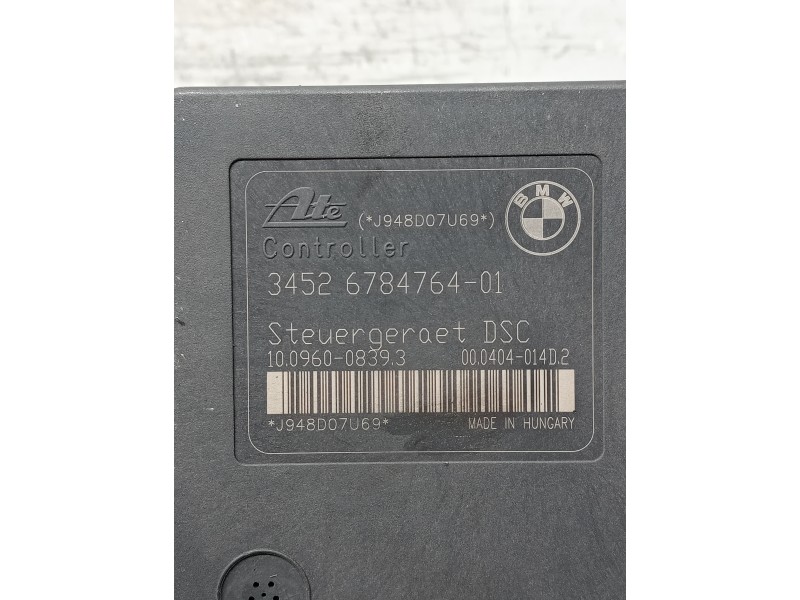 Ate (*J948D07U69*)
BMW
Controller
3452 6784764-01
Steuergeraet DSC
10.0960-0839.3 00.0404-014D.2
*J948D07U69* MADE IN HUNGARY